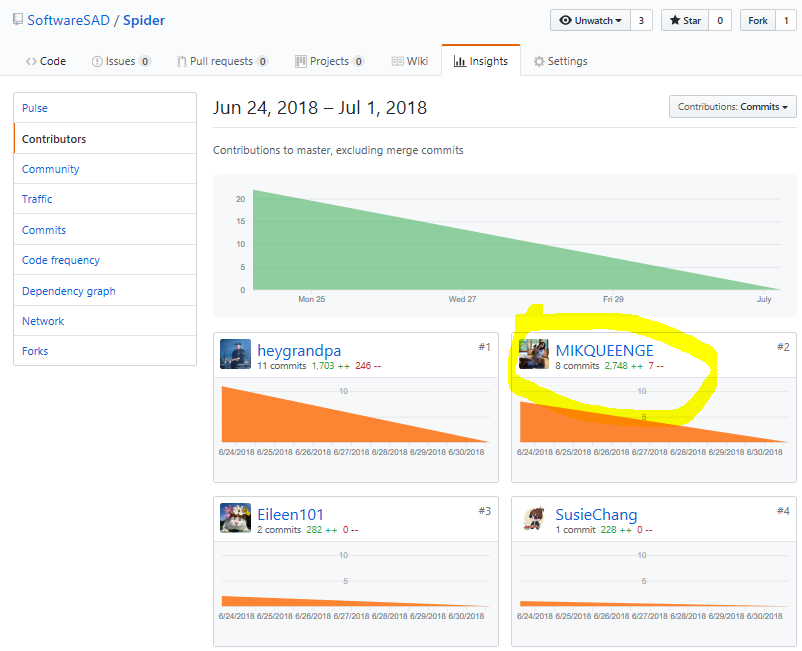 SoftwareSAD / Spider
Unwatch 3
Star 0
Fork 1
Code
Issues 0
Pull requests 0
Projects 0
Wiki
Insights
Settings
Pulse
Contributors
Community
Traffic
Commits
Code frequency
Dependency graph
Network
Forks
Jun 24, 2018 – Jul 1, 2018
Contributions: Commits
Contributions to master, excluding merge commits
20
15
10
5
0
Mon 25 Wed 27 Fri 29 July
heygrandpa #1
11 commits 1,703 ++ 246 --
10
6/24/2018 6/25/2018 6/26/2018 6/27/2018 6/28/2018 6/29/2018 6/30/2018
MIKQUEENGE #2
8 commits 2,748 ++ 7 --
10
5
6/24/2018 6/25/2018 6/26/2018 6/27/2018 6/28/2018 6/29/2018 6/30/2018
Eileen101 #3
2 commits 282 ++ 0 --
10
5
6/24/2018 6/25/2018 6/26/2018 6/27/2018 6/28/2018 6/29/2018 6/30/2018
SusieChang #4
1 commit 228 ++ 0 --
10
5
6/24/2018 6/25/2018 6/26/2018 6/27/2018 6/28/2018 6/29/2018 6/30/2018